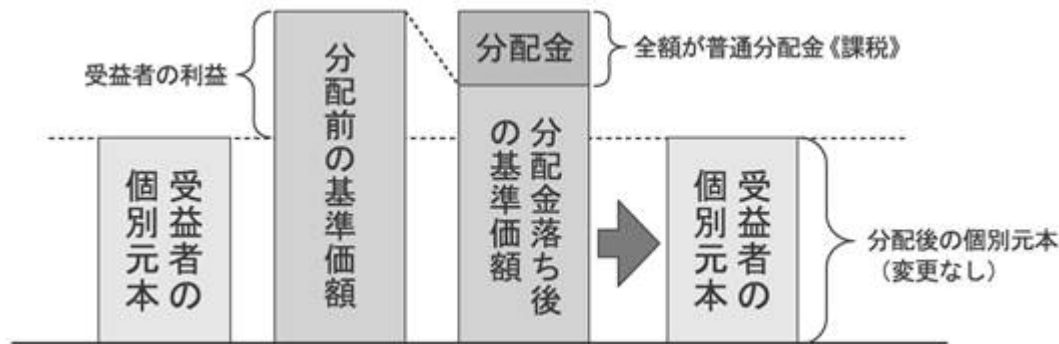 受益者の利益
受益者の
個別元本
分配前の基準価額
分配金
全額が普通分配金《課税》
分配金落ち後
の基準価額
受益者の
個別元本
分配後の個別元本
（変更なし）